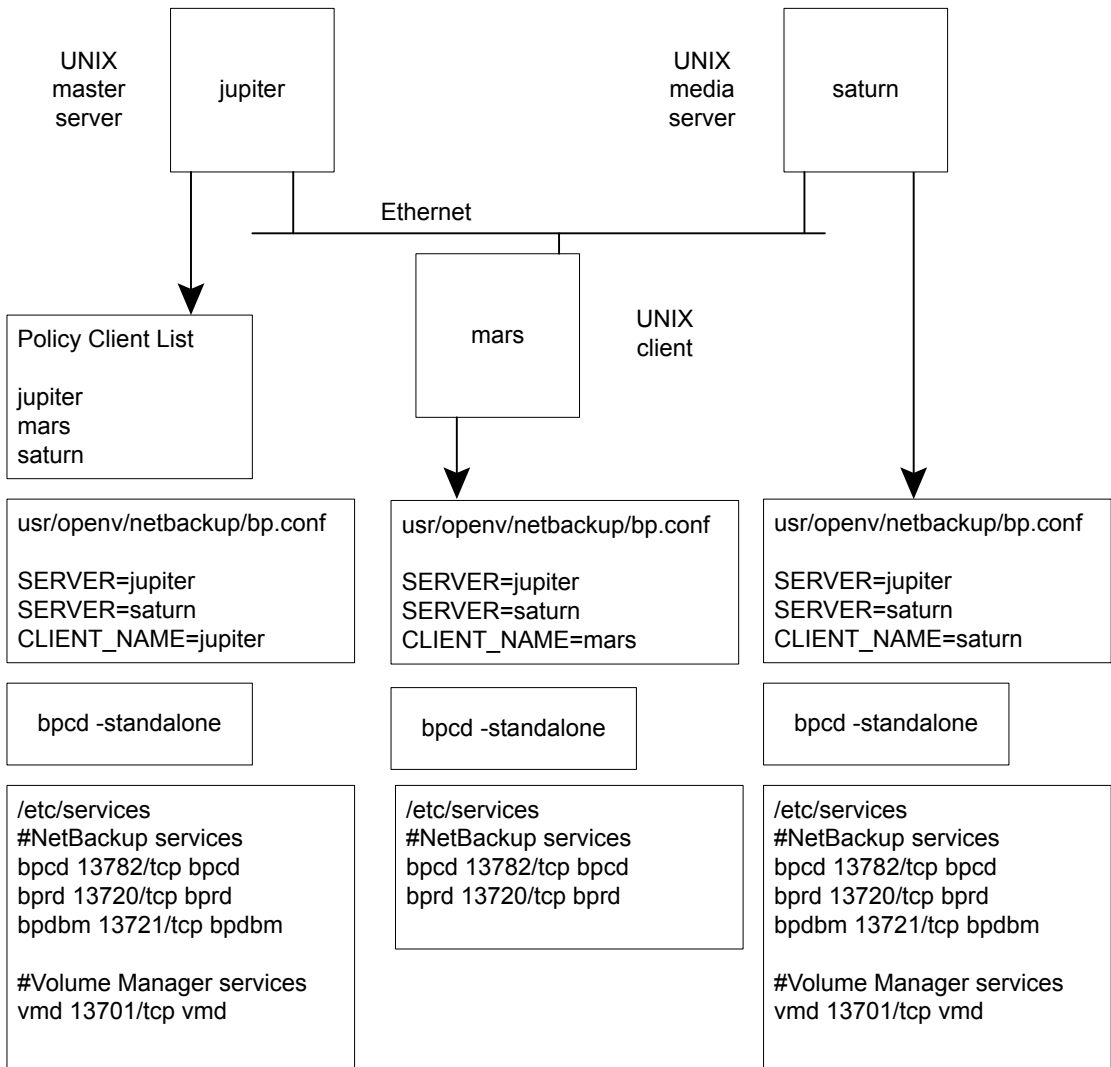 UNIX
master
server
jupiter
UNIX
media
server
saturn
Ethernet
mars
UNIX
client
Policy Client List
jupiter
mars
saturn
usr/openv/netbackup/bp.conf
SERVER=jupiter
SERVER=saturn
CLIENT_NAME=jupiter
usr/openv/netbackup/bp.conf
SERVER=jupiter
SERVER=saturn
CLIENT_NAME=mars
usr/openv/netbackup/bp.conf
SERVER=jupiter
SERVER=saturn
CLIENT_NAME=saturn
bpcd -standalone
bpcd -standalone
bpcd -standalone
/etc/services
#NetBackup services
bpcd 13782/tcp bpcd
bprd 13720/tcp bprd
bpdbm 13721/tcp bpdbm
#Volume Manager services
vmd 13701/tcp vmd
/etc/services
#NetBackup services
bpcd 13782/tcp bpcd
bprd 13720/tcp bprd
/etc/services
#NetBackup services
bpcd 13782/tcp bpcd
bprd 13720/tcp bprd
bpdbm 13721/tcp bpdbm
#Volume Manager services
vmd 13701/tcp vmd